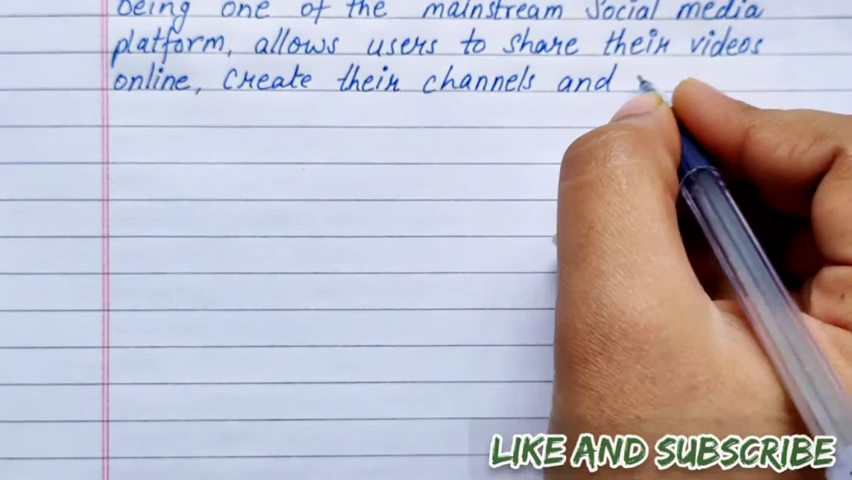 being one of the mainstream Social media
platform, allows users to share their videos
online, create their channels and
LIKE AND SUBSCRIBE